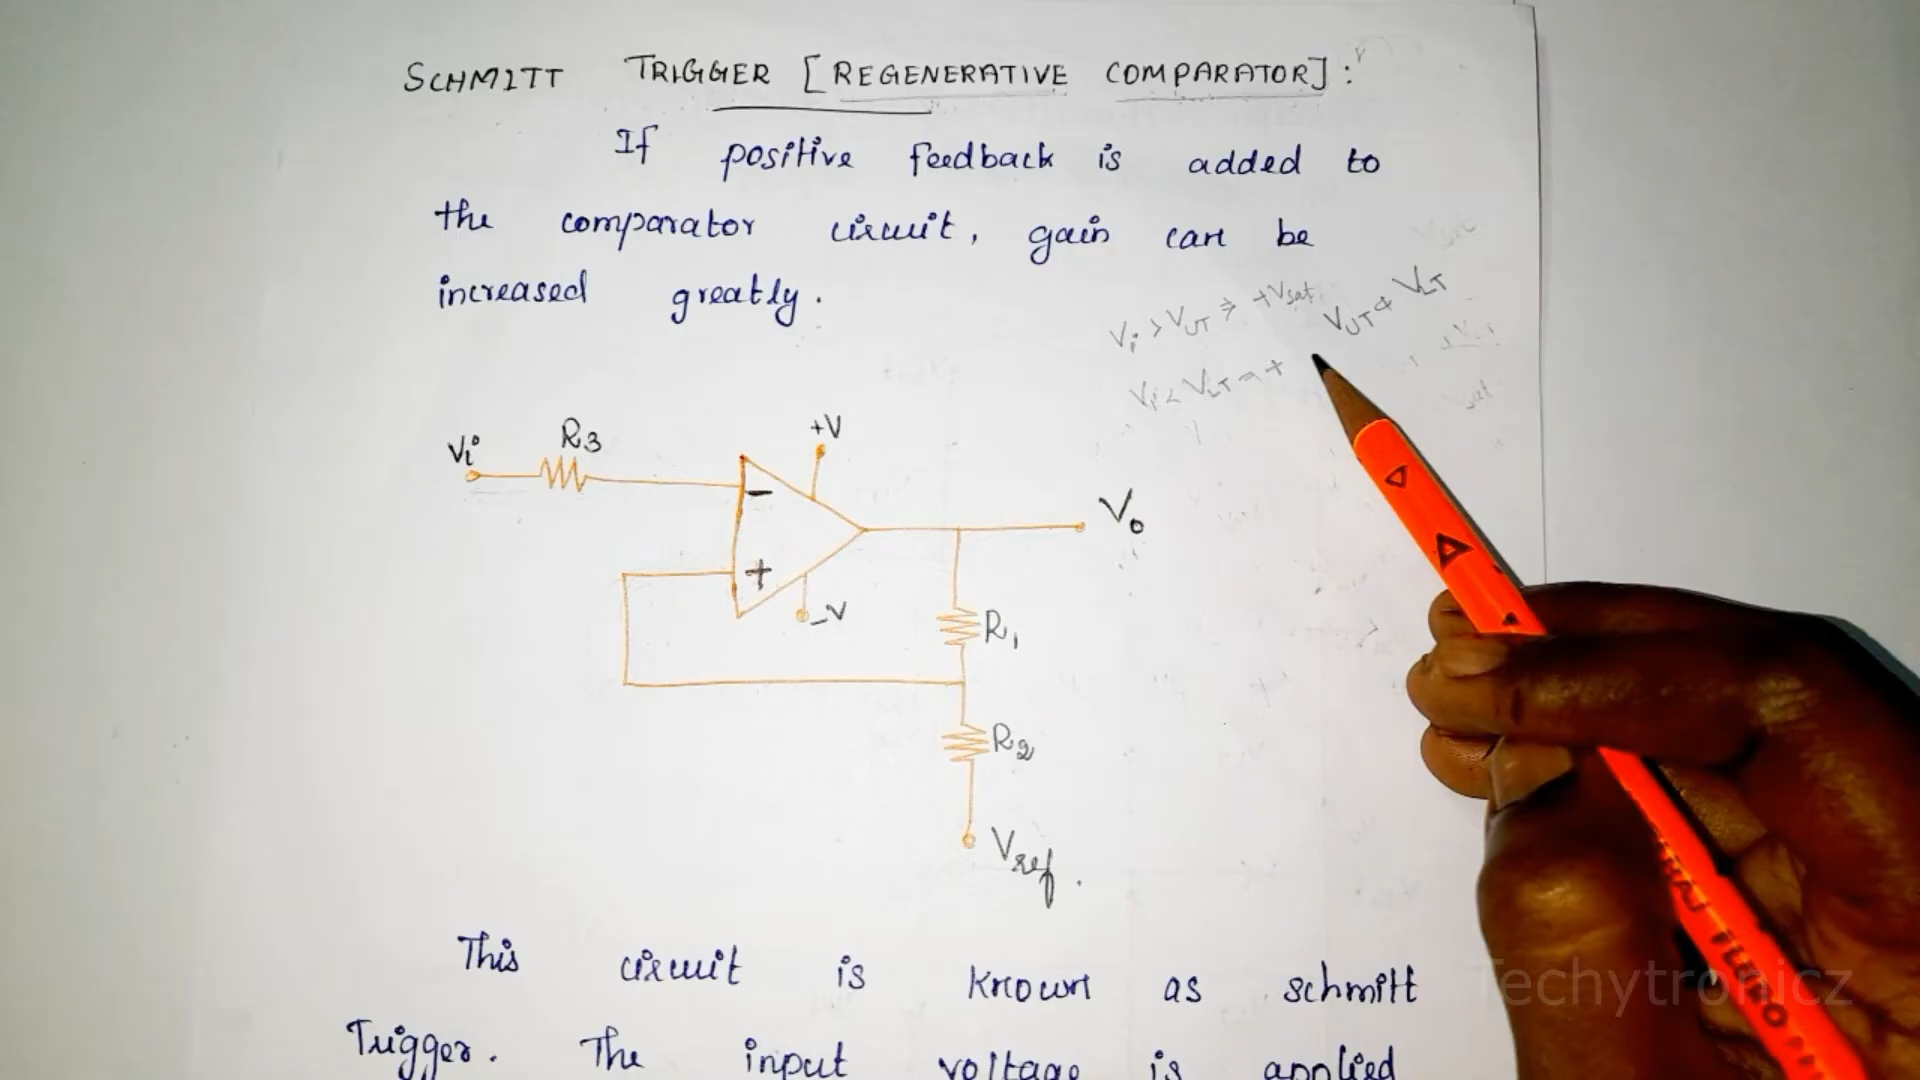 SCHMITT TRIGGER [REGENERATIVE COMPARATOR]:
If positive feedback is added to
the comparator circuit, gain can be
increased greatly.
Vi > VUT ⇒ +Vsat
VUT & VLT
Vi < VLT → +
Vi
R3
+V
−
+
−V
Vo
R1
R2
Vref.
This circuit is known as schmitt
Trigger. The input voltage is applied
Techytronicz